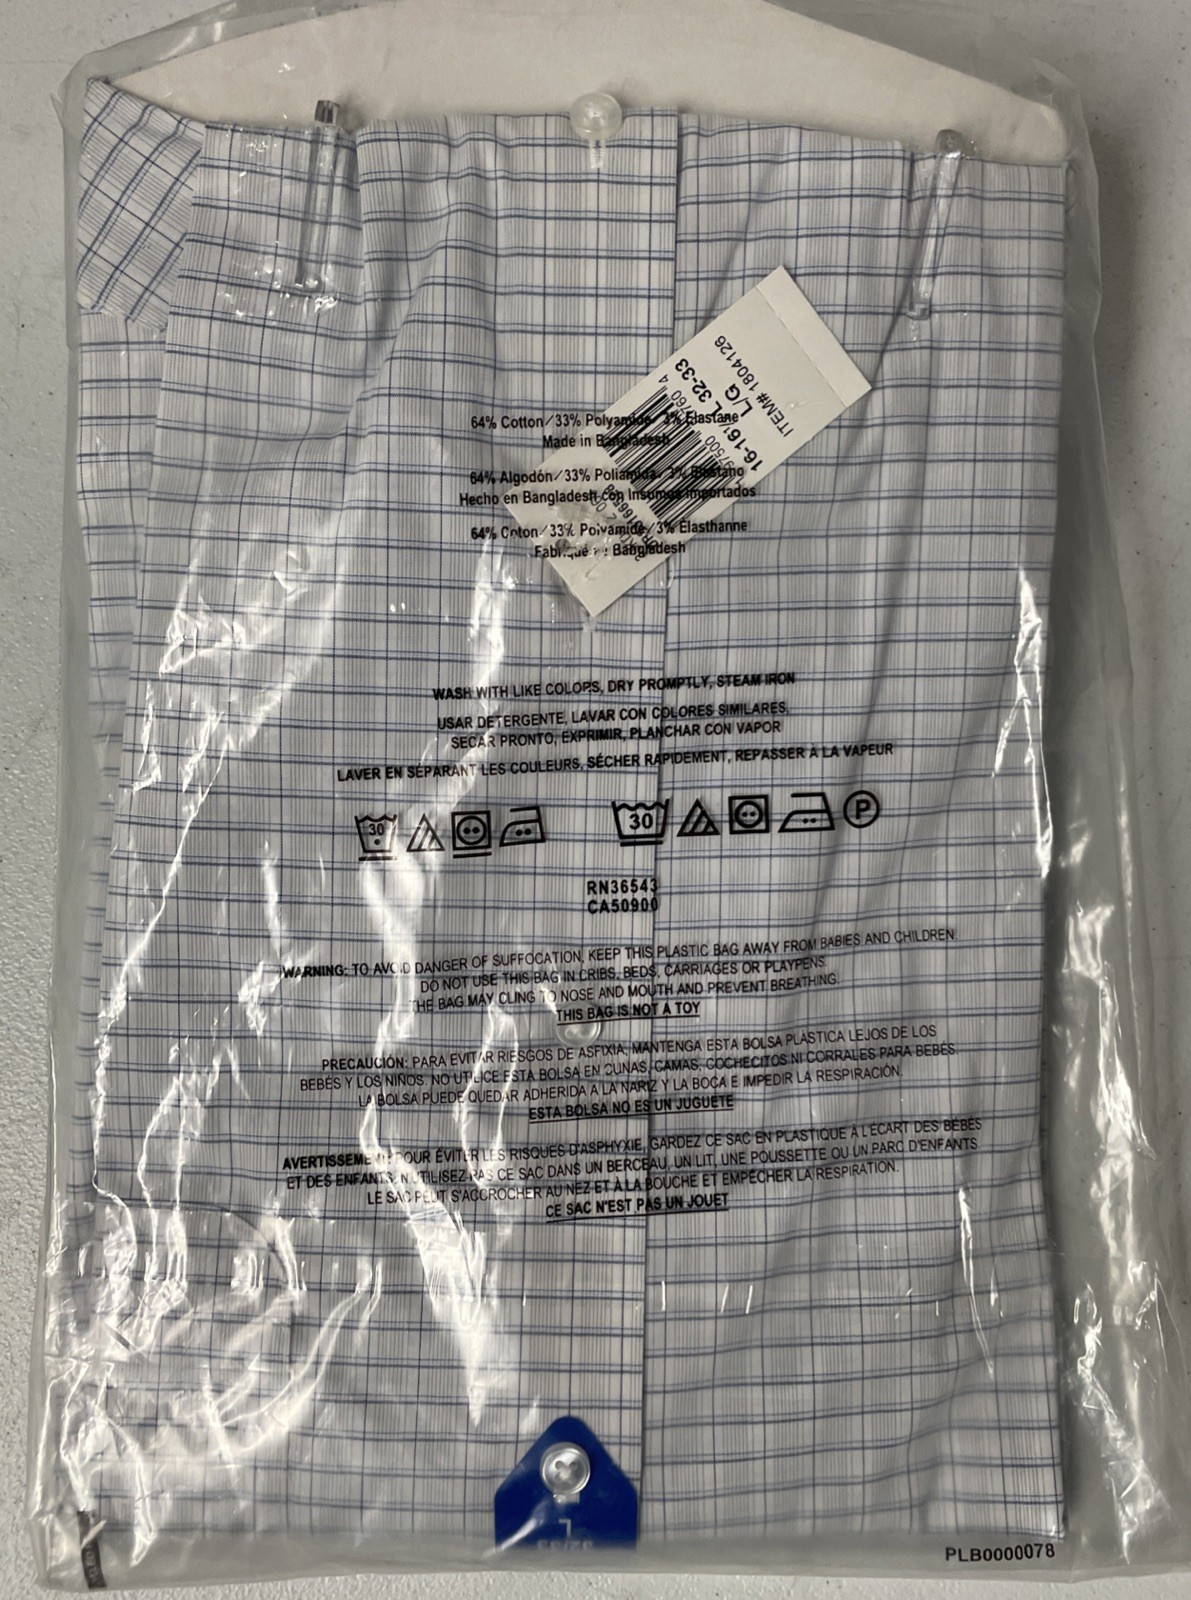 ITEM# 1804126
L/G
16-16½ L 32-33
64% Cotton/33% Polyamide/3% Elastane
Made in Bangladesh
64% Algodón/33% Poliamida/3% Elastano
Hecho en Bangladesh con Insumos Importados
64% Coton/33% Polyamide/3% Élasthanne
Fabriqué Bangladesh
WASH WITH LIKE COLORS, DRY PROMPTLY, STEAM IRON
USAR DETERGENTE, LAVAR CON COLORES SIMILARES,
SECAR PRONTO, EXPRIMIR, PLANCHAR CON VAPOR
LAVER EN SÉPARANT LES COULEURS, SÉCHER RAPIDEMENT, REPASSER À LA VAPEUR
30 30 P
RN36543
CA50900
WARNING: TO AVOID DANGER OF SUFFOCATION, KEEP THIS PLASTIC BAG AWAY FROM BABIES AND CHILDREN
DO NOT USE THIS BAG IN CRIBS, BEDS, CARRIAGES OR PLAYPENS.
THE BAG MAY CLING TO NOSE AND MOUTH AND PREVENT BREATHING.
THIS BAG IS NOT A TOY
PRECAUCIÓN: PARA EVITAR RIESGOS DE ASFIXIA, MANTENGA ESTA BOLSA PLÁSTICA LEJOS DE LOS
BEBÉS Y LOS NIÑOS. NO UTILICE ESTA BOLSA EN CUNAS, CAMAS, COCHECITOS NI CORRALES PARA BEBÉS.
LA BOLSA PUEDE QUEDAR ADHERIDA A LA NARIZ Y LA BOCA E IMPEDIR LA RESPIRACIÓN.
ESTA BOLSA NO ES UN JUGUETE
AVERTISSEMENT: POUR ÉVITER LES RISQUES D'ASPHYXIE, GARDEZ CE SAC EN PLASTIQUE À L'ÉCART DES BÉBÉS
ET DES ENFANTS. N'UTILISEZ PAS CE SAC DANS UN BERCEAU, UN LIT, UNE POUSSETTE OU UN PARC D'ENFANTS.
LE SAC PEUT S'ACCROCHER AU NEZ ET À LA BOUCHE ET EMPÊCHER LA RESPIRATION.
CE SAC N'EST PAS UN JOUET
L
32/33
PLB0000078